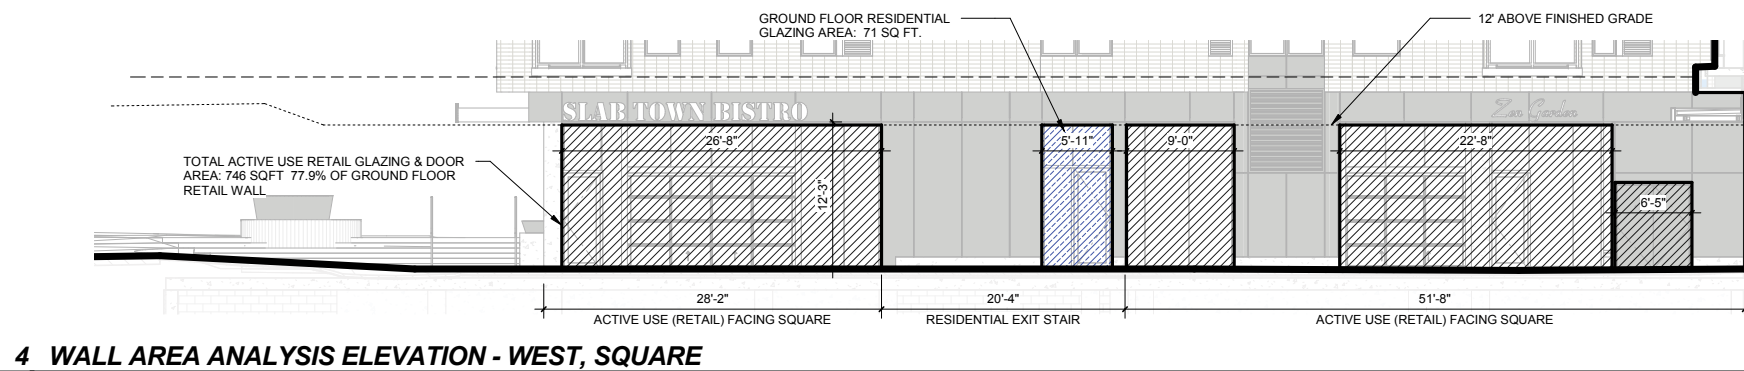 GROUND FLOOR RESIDENTIAL
GLAZING AREA: 71 SQ FT.
12' ABOVE FINISHED GRADE
SLAB TOWN BISTRO
Zen Garden
26'-8"
5'-11"
9'-0"
22'-8"
TOTAL ACTIVE USE RETAIL GLAZING & DOOR
AREA: 746 SQFT 77.9% OF GROUND FLOOR
RETAIL WALL
12'-3"
6'-5"
28'-2"
20'-4"
51'-8"
ACTIVE USE (RETAIL) FACING SQUARE
RESIDENTIAL EXIT STAIR
ACTIVE USE (RETAIL) FACING SQUARE
4 WALL AREA ANALYSIS ELEVATION - WEST, SQUARE